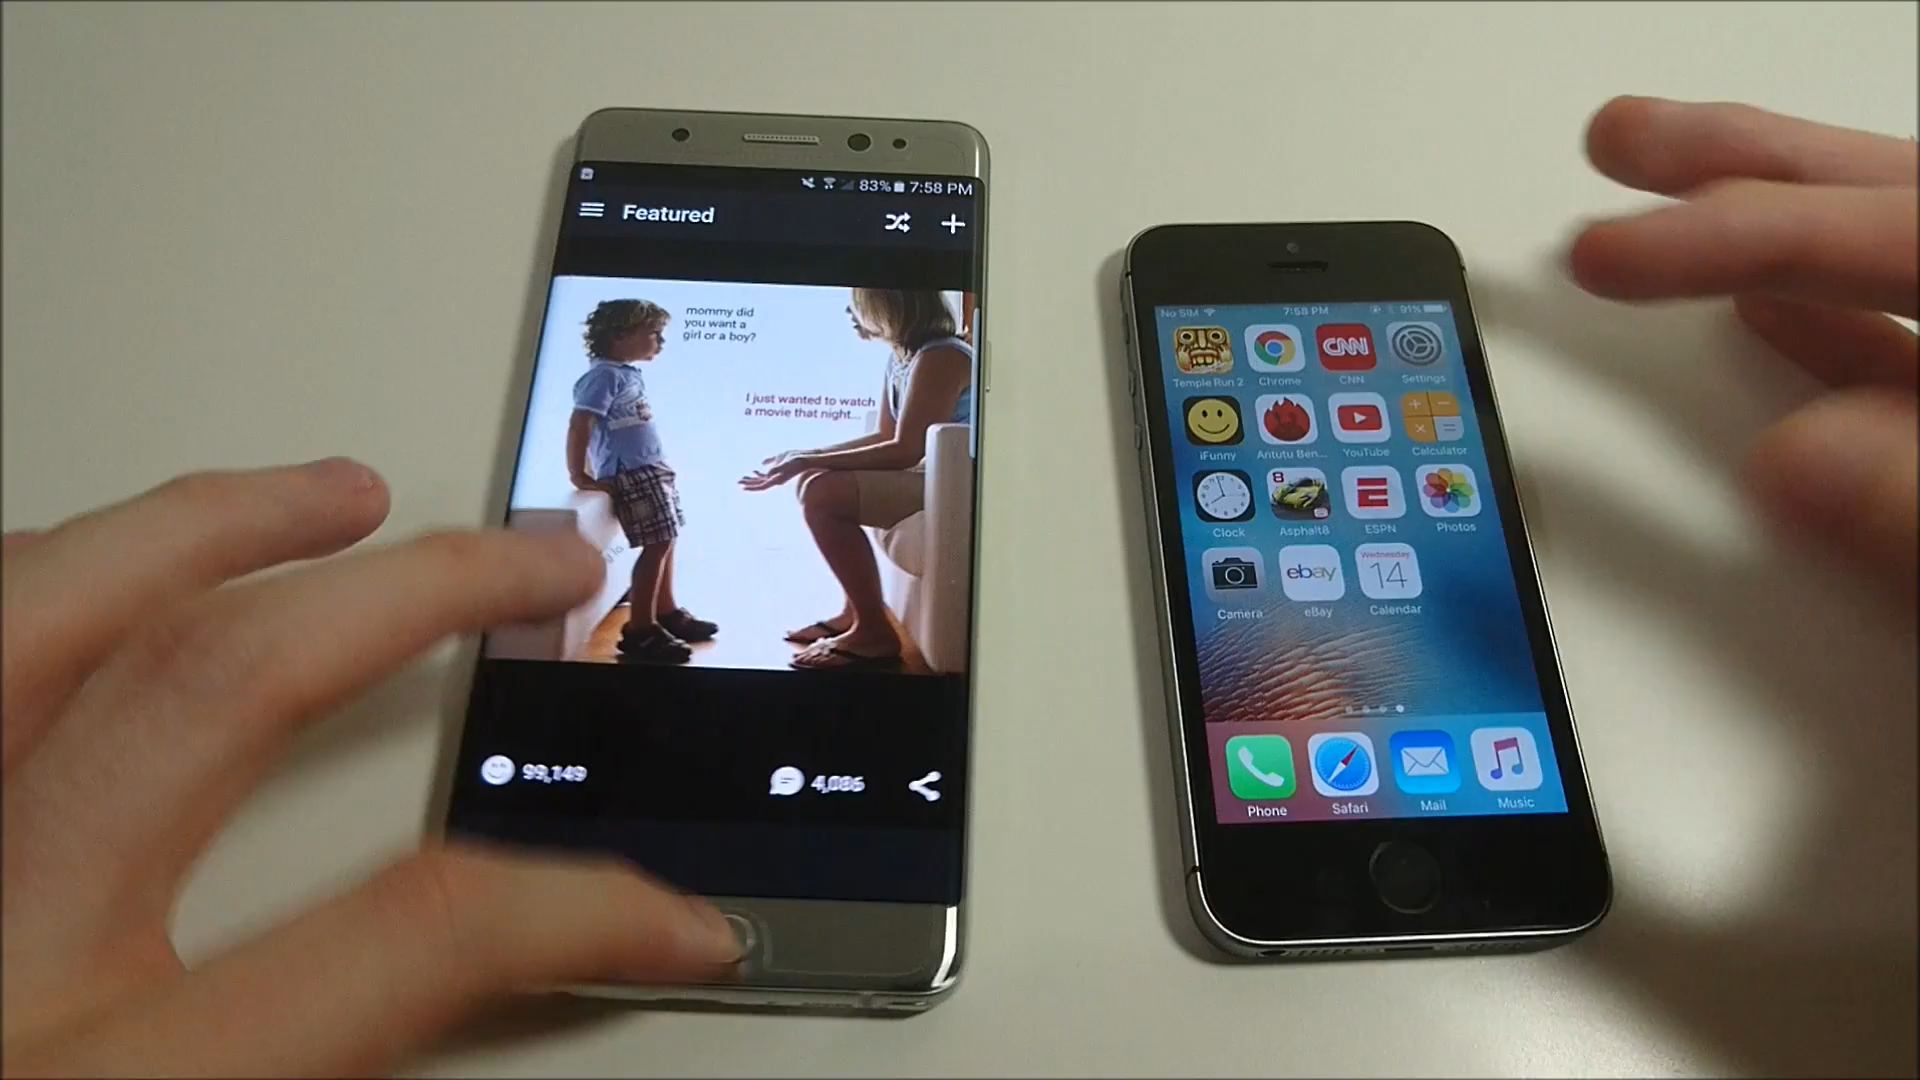 83% 7:58 PM
Featured
mommy did
you want a
girl or a boy?
I just wanted to watch
a movie that night...
99,149
No SIM 7:58 PM 91%
CNN
Temple Run 2 Chrome CNN Settings
iFunny Antutu Ben... YouTube Calculator
8
Clock Asphalt8 ESPN Photos
ebay Wednesday
14
Camera eBay Calendar
Phone Safari Mail Music